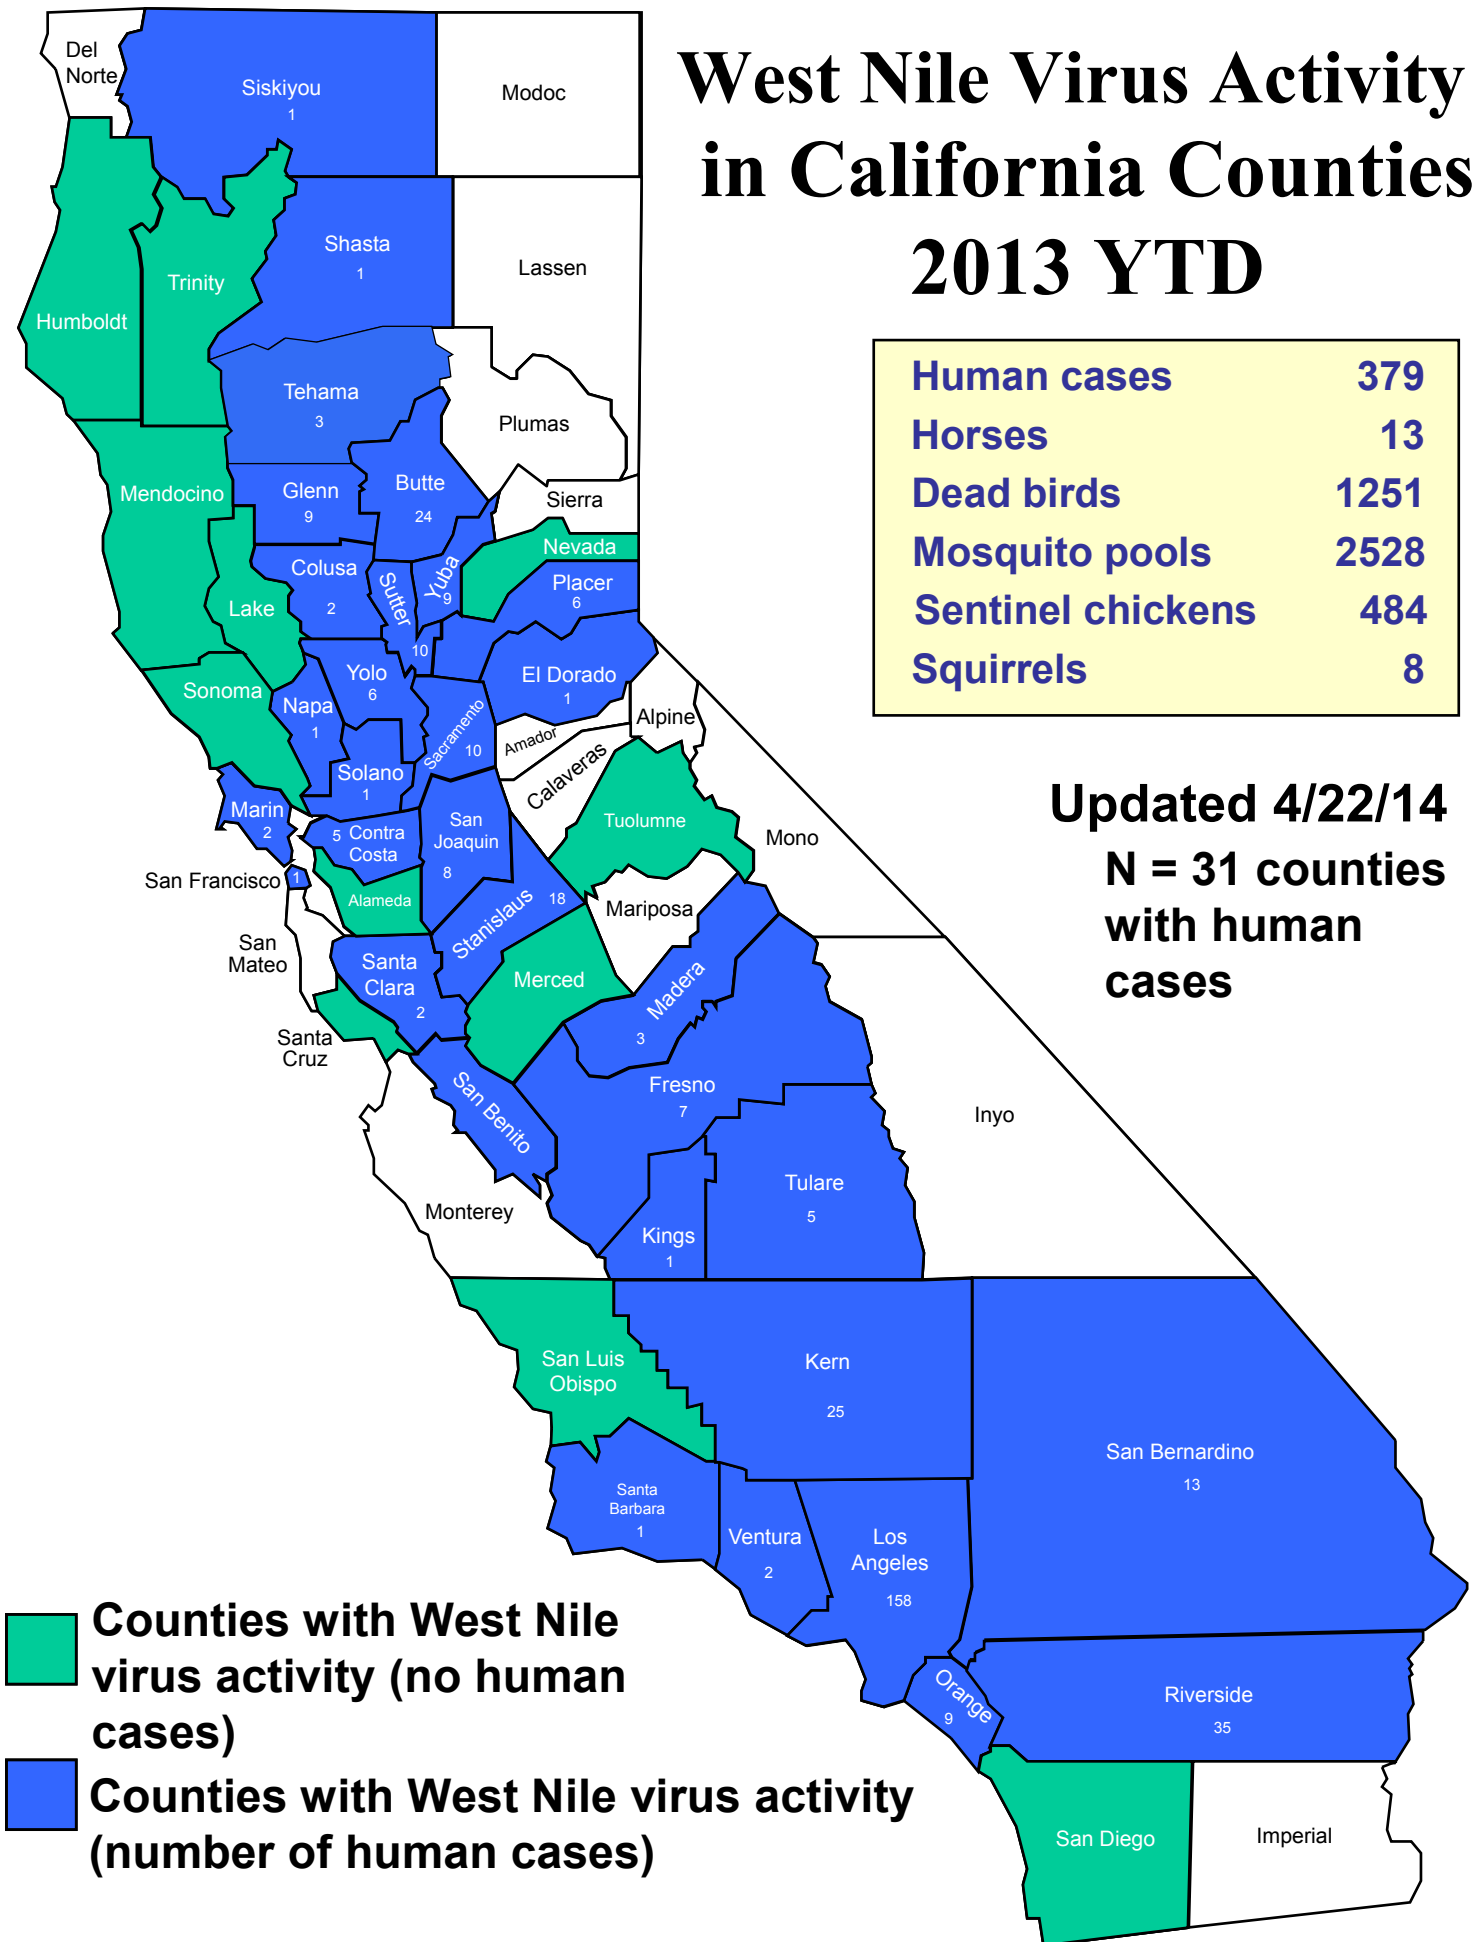 West Nile Virus Activity
in California Counties
2013 YTD
Human cases 379
Horses 13
Dead birds 1251
Mosquito pools 2528
Sentinel chickens 484
Squirrels 8
Updated 4/22/14
N = 31 counties
with human
cases
Del
Norte
Siskiyou
1
Modoc
Shasta
1
Lassen
Trinity
Humboldt
Tehama
3
Plumas
Mendocino
Glenn
9
Butte
24
Sierra
Nevada
Colusa
2
Sutter
10
Yuba
9
Placer
6
Lake
Sonoma
Napa
1
Yolo
6
El Dorado
1
Sacramento
10
Amador
Alpine
Calaveras
Solano
1
Marin
2
5 Contra
Costa
San
Joaquin
8
Tuolumne
Mono
San Francisco
1
Alameda
Stanislaus
18
Mariposa
San
Mateo
Santa
Clara
2
Merced
Madera
3
Santa
Cruz
San Benito
Fresno
7
Inyo
Monterey
Kings
1
Tulare
5
San Luis
Obispo
Kern
25
San Bernardino
13
Santa
Barbara
1
Ventura
2
Los
Angeles
158
Orange
9
Riverside
35
San Diego
Imperial
Counties with West Nile
virus activity (no human
cases)
Counties with West Nile virus activity
(number of human cases)